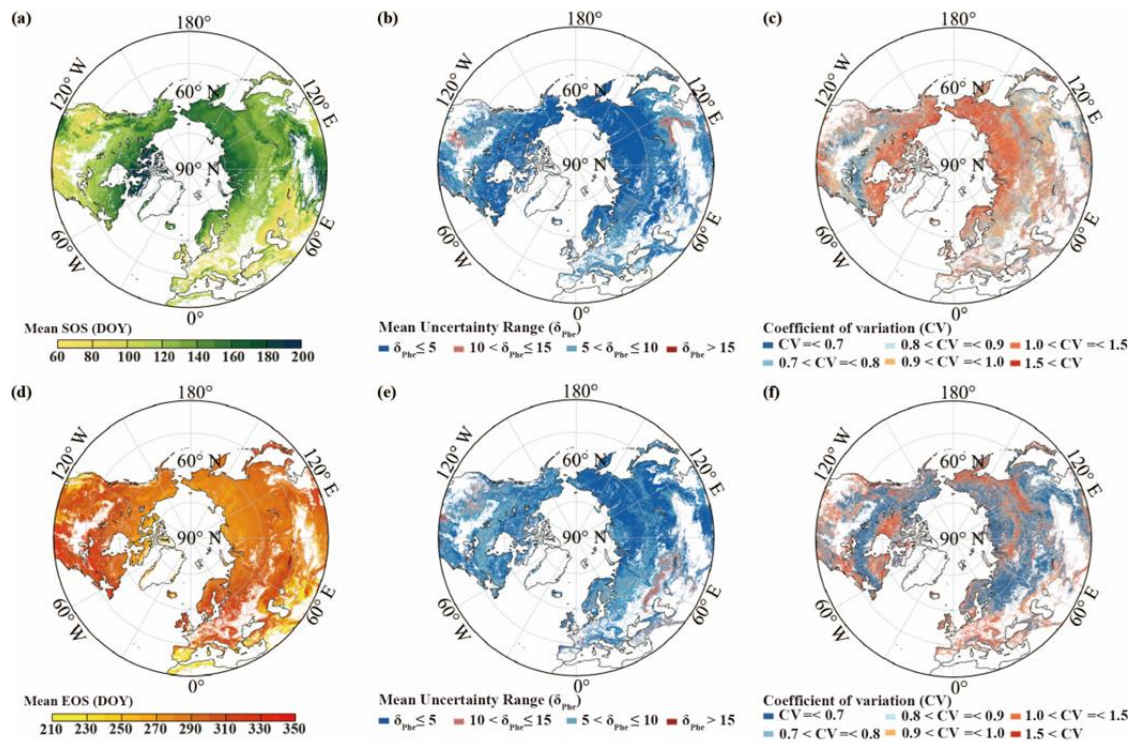 (a) (b) (c)
180° 180° 180°
120° W 60° N 120° E 120° W 60° N 120° E 120° W 60° N 120° E
90° N 90° N 90° N
60° W 60° E 60° W 60° E 60° W 60° E
0° 0° 0°
Mean SOS (DOY) Mean Uncertainty Range (δPhe) Coefficient of variation (CV)
δPhe ≤ 5 10 < δPhe ≤ 15 5 < δPhe ≤ 10 δPhe > 15 CV =< 0.7 0.8 < CV =< 0.9 1.0 < CV =< 1.5
60 80 100 120 140 160 180 200 0.7 < CV =< 0.8 0.9 < CV =< 1.0 1.5 < CV
(d) (e) (f)
180° 180° 180°
120° W 60° N 120° E 120° W 60° N 120° E 120° W 60° N 120° E
90° N 90° N 90° N
60° W 60° E 60° W 60° E 60° W 60° E
0° 0° 0°
Mean EOS (DOY) Mean Uncertainty Range (δPhe) Coefficient of variation (CV)
δPhe ≤ 5 10 < δPhe ≤ 15 5 < δPhe ≤ 10 δPhe > 15 CV =< 0.7 0.8 < CV =< 0.9 1.0 < CV =< 1.5
210 230 250 270 290 310 330 350 0.7 < CV =< 0.8 0.9 < CV =< 1.0 1.5 < CV